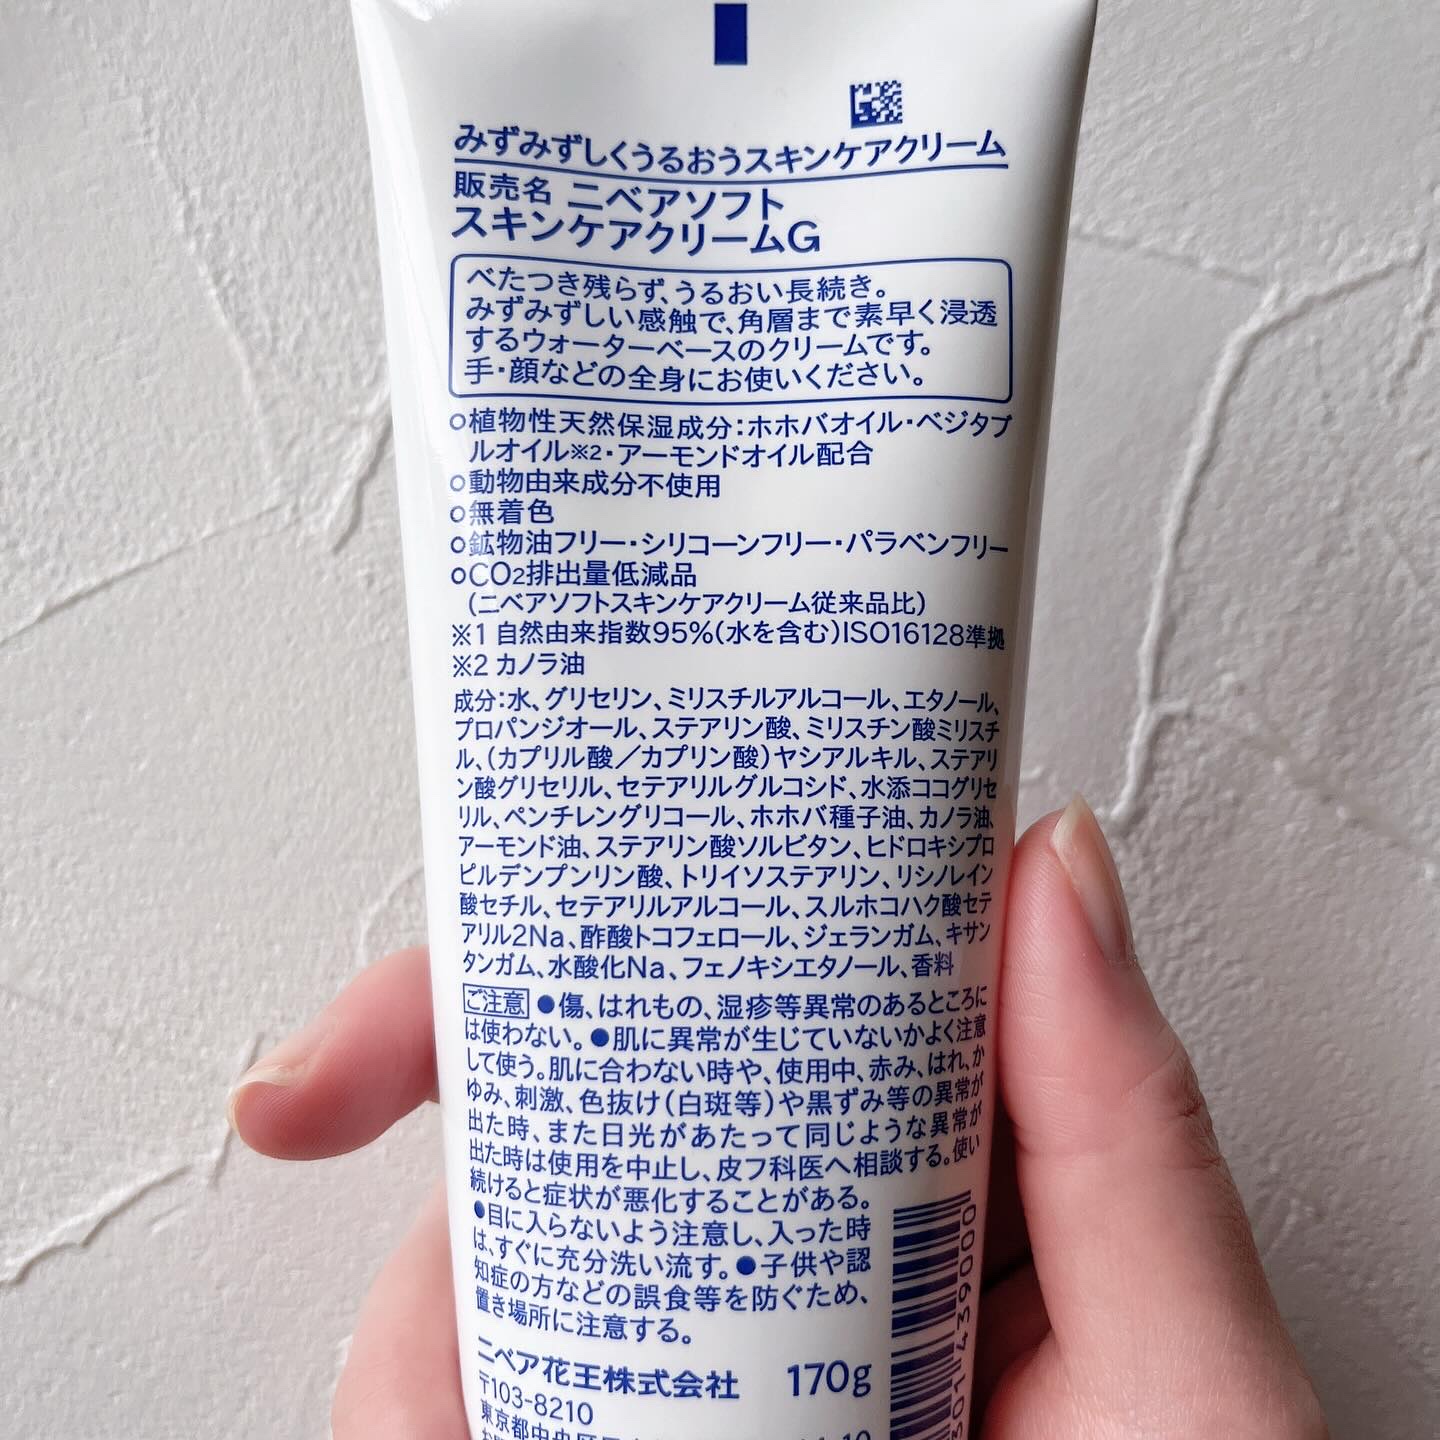 みずみずしくうるおうスキンケアクリーム
販売名 ニベアソフト
スキンケアクリームG
べたつき残らず、うるおい長続き。
みずみずしい感触で、角層まで素早く浸透
するウォーターベースのクリームです。
手・顔などの全身にお使いください。
○植物性天然保湿成分：ホホバオイル・ベジタブ
ルオイル※2・アーモンドオイル配合
○動物由来成分不使用
○無着色
○鉱物油フリー・シリコーンフリー・パラベンフリー
○CO2排出量低減品
(ニベアソフトスキンケアクリーム従来品比)
※1 自然由来指数95%(水を含む)ISO16128準拠
※2 カノラ油
成分：水、グリセリン、ミリスチルアルコール、エタノール、
プロパンジオール、ステアリン酸、ミリスチン酸ミリスチ
ル、(カプリル酸／カプリン酸)ヤシアルキル、ステアリ
ン酸グリセリル、セテアリルグルコシド、水添ココグリセ
リル、ペンチレングリコール、ホホバ種子油、カノラ油、
アーモンド油、ステアリン酸ソルビタン、ヒドロキシプロ
ピルデンプンリン酸、トリイソステアリン、リシノレイン
酸セチル、セテアリルアルコール、スルホコハク酸セテ
アリル2Na、酢酸トコフェロール、ジェランガム、キサン
タンガム、水酸化Na、フェノキシエタノール、香料
ご注意 ●傷、はれもの、湿疹等異常のあるところに
は使わない。●肌に異常が生じていないかよく注意
して使う。肌に合わない時や、使用中、赤み、はれ、か
ゆみ、刺激、色抜け(白斑等)や黒ずみ等の異常が
出た時、また日光があたって同じような異常が
出た時は使用を中止し、皮フ科医へ相談する。使い
続けると症状が悪化することがある。
●目に入らないよう注意し、入った時
は、すぐに充分洗い流す。●子供や認
知症の方などの誤食等を防ぐため、
置き場所に注意する。
ニベア花王株式会社 170g
〒103-8210
東京都中央区
301439000